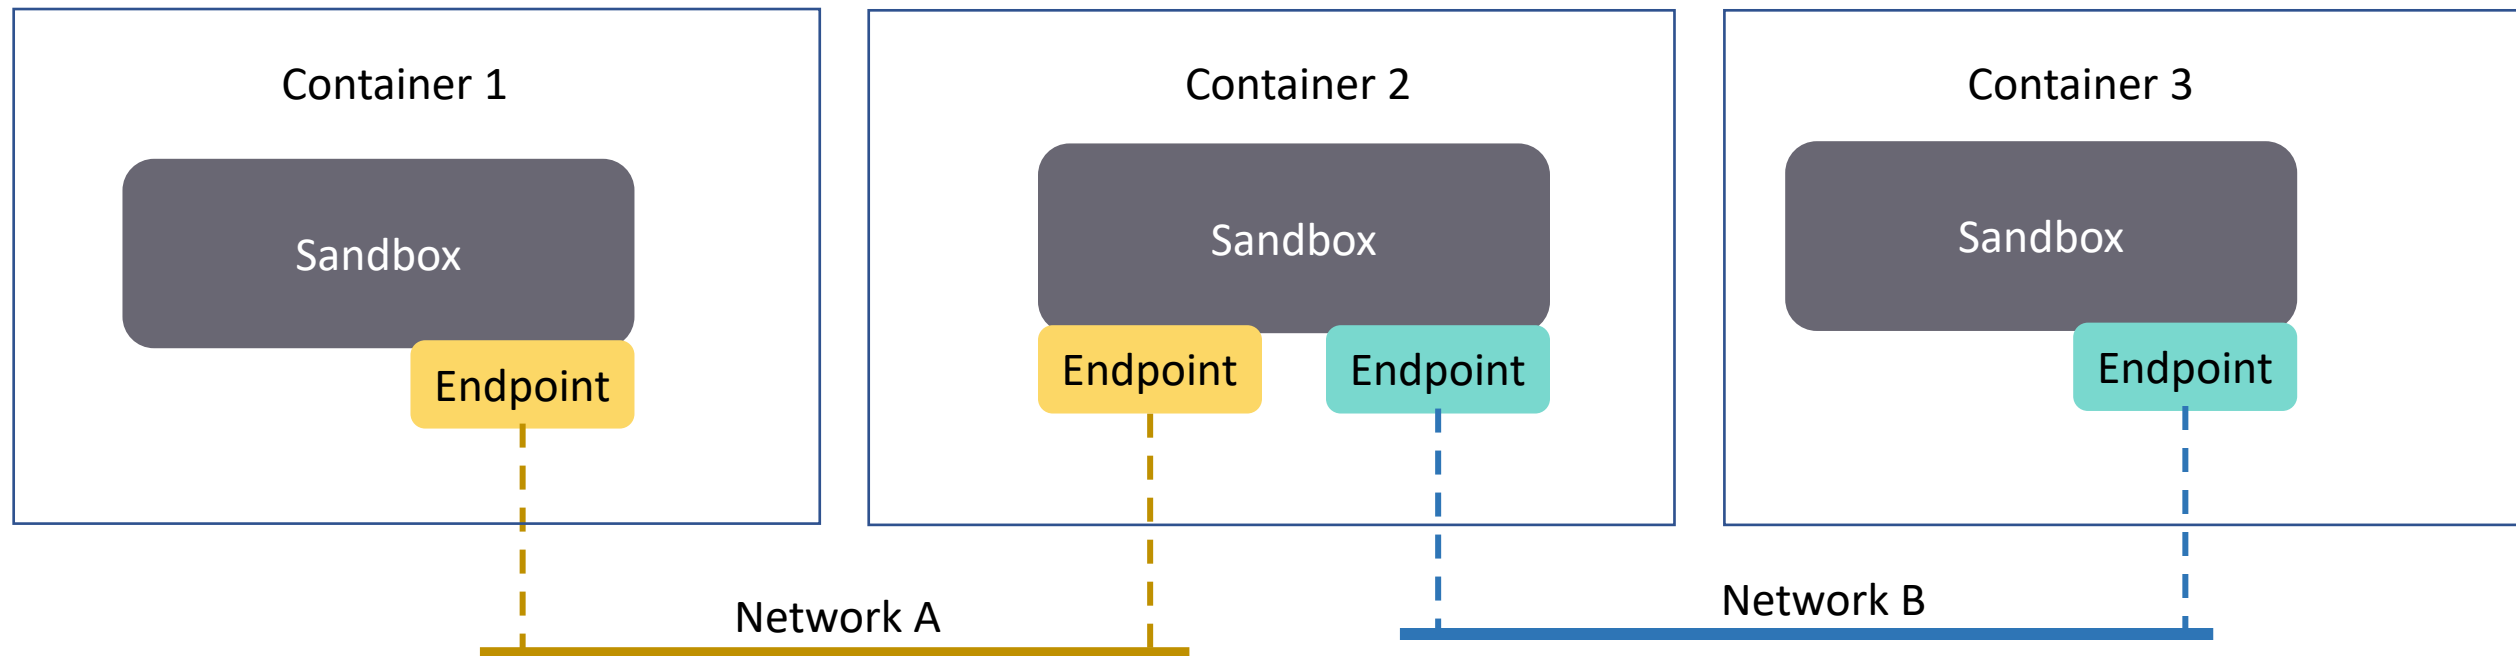 Container 1
Container 2
Container 3
Sandbox
Sandbox
Sandbox
Endpoint
Endpoint
Endpoint
Endpoint
Network A
Network B